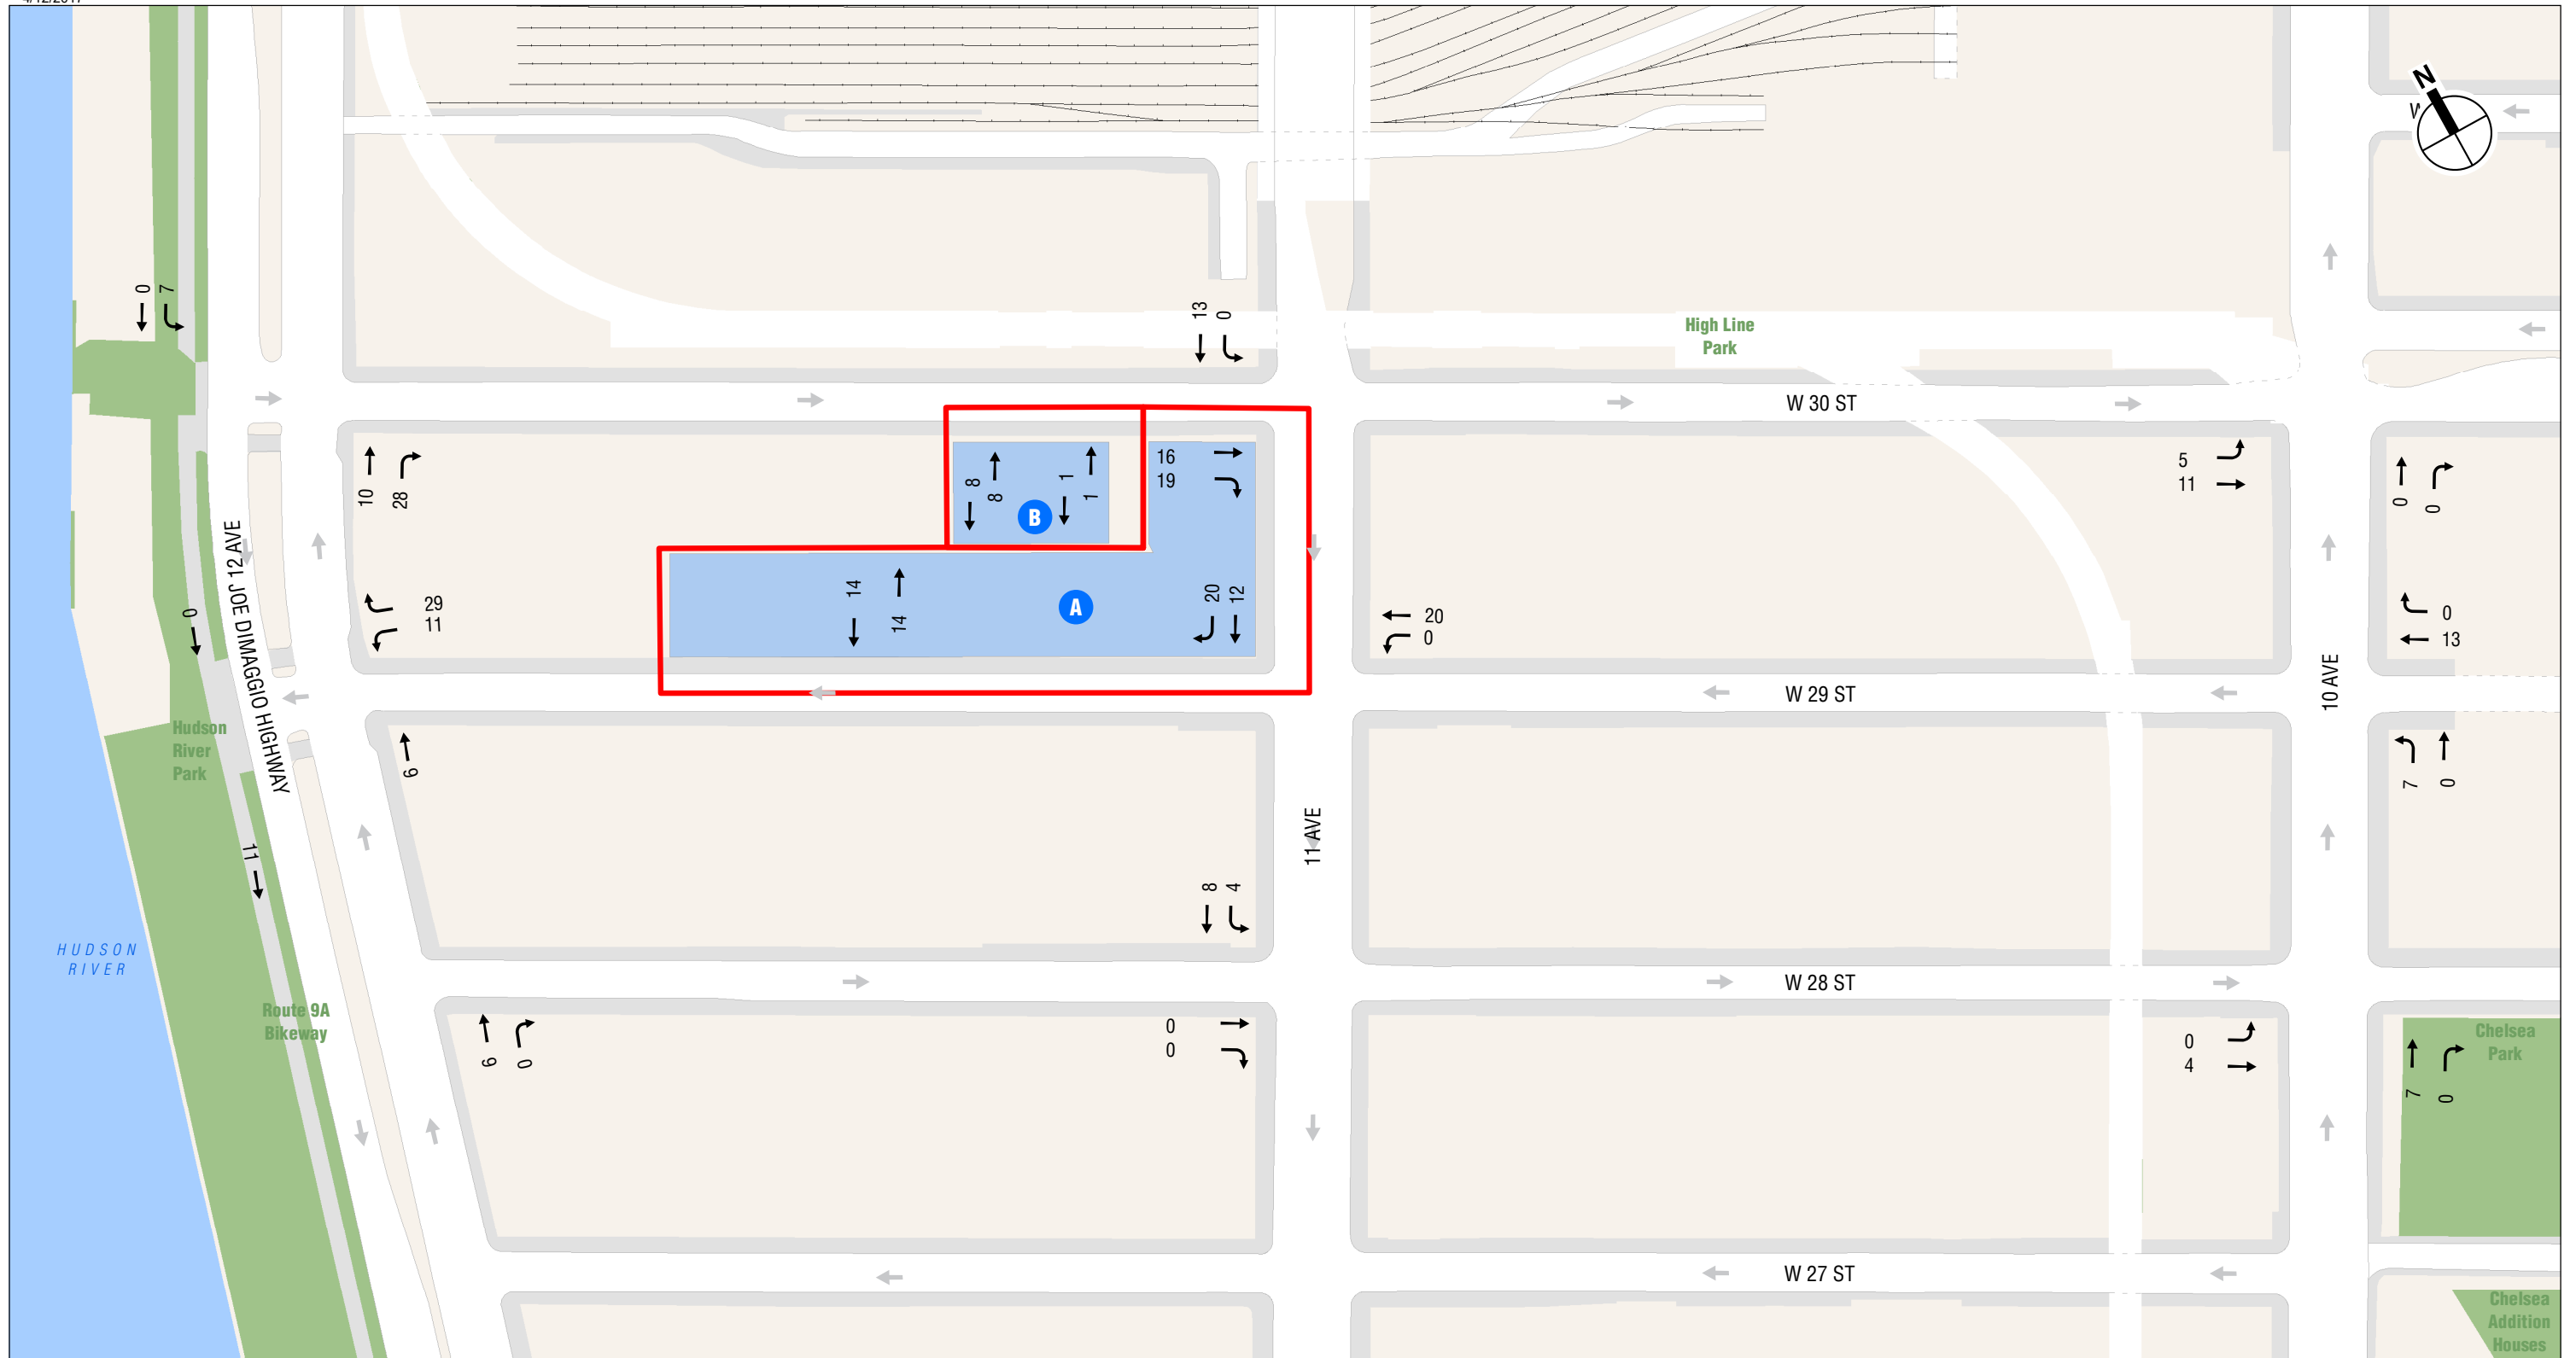 N
0
7
13
0
High Line
Park
W 30 ST
10
28
8
8
1
1
B
16
19
5
11
0
0
29
11
14
14
A
20
12
20
0
0
13
0
JOE DIMAGGIO HIGHWAY
12 AVE
W 29 ST
10 AVE
Hudson
River
Park
9
7
0
11 AVE
11
8
4
HUDSON
RIVER
W 28 ST
Route 9A
Bikeway
9
0
0
0
0
4
Chelsea
Park
7
0
W 27 ST
Chelsea
Addition
Houses